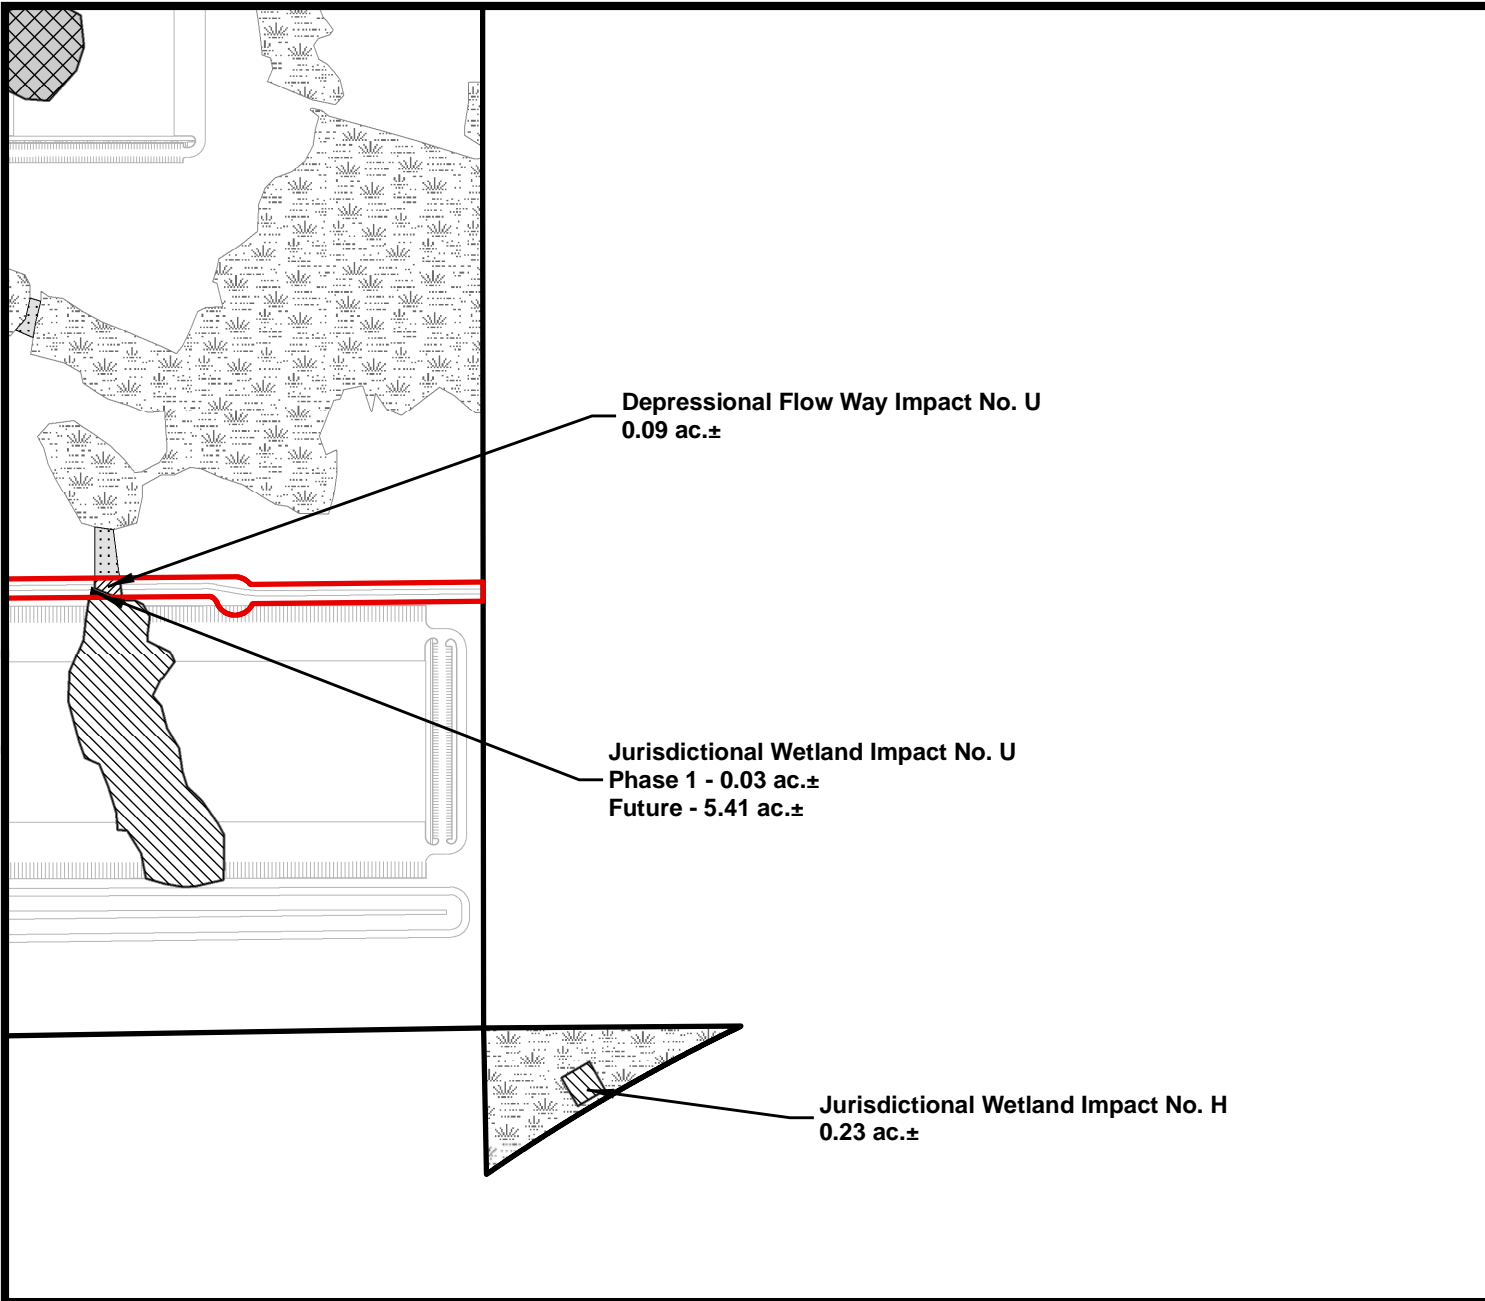 Depressional Flow Way Impact No. U
0.09 ac.±
Jurisdictional Wetland Impact No. U
Phase 1 - 0.03 ac.±
Future - 5.41 ac.±
Jurisdictional Wetland Impact No. H
0.23 ac.±